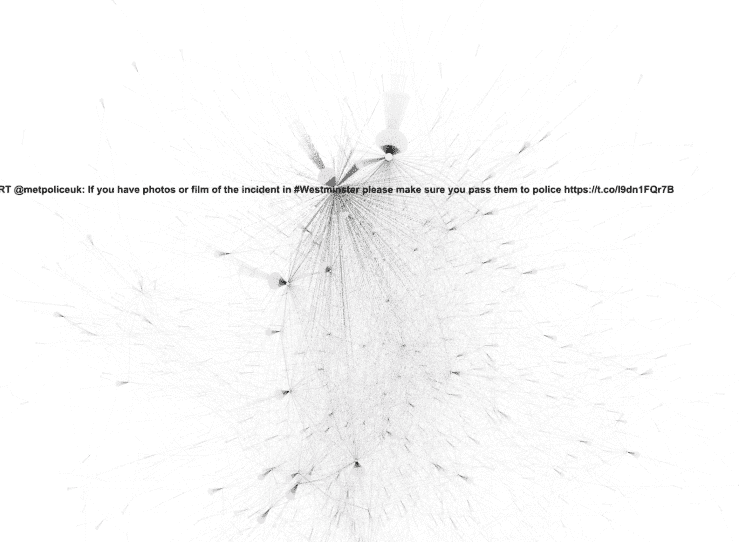 RT @metpoliceuk: If you have photos or film of the incident in #Westminster please make sure you pass them to police https://t.co/I9dn1FQr7B